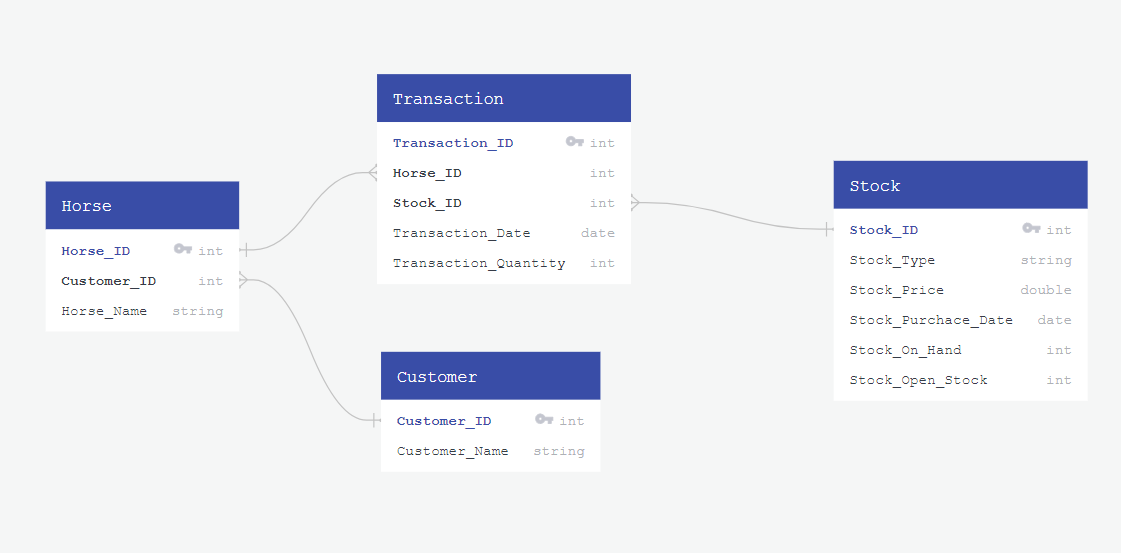 Transaction
Transaction_ID int
Horse_ID int
Stock_ID int
Transaction_Date date
Transaction_Quantity int
Horse
Horse_ID int
Customer_ID int
Horse_Name string
Customer
Customer_ID int
Customer_Name string
Stock
Stock_ID int
Stock_Type string
Stock_Price double
Stock_Purchace_Date date
Stock_On_Hand int
Stock_Open_Stock int